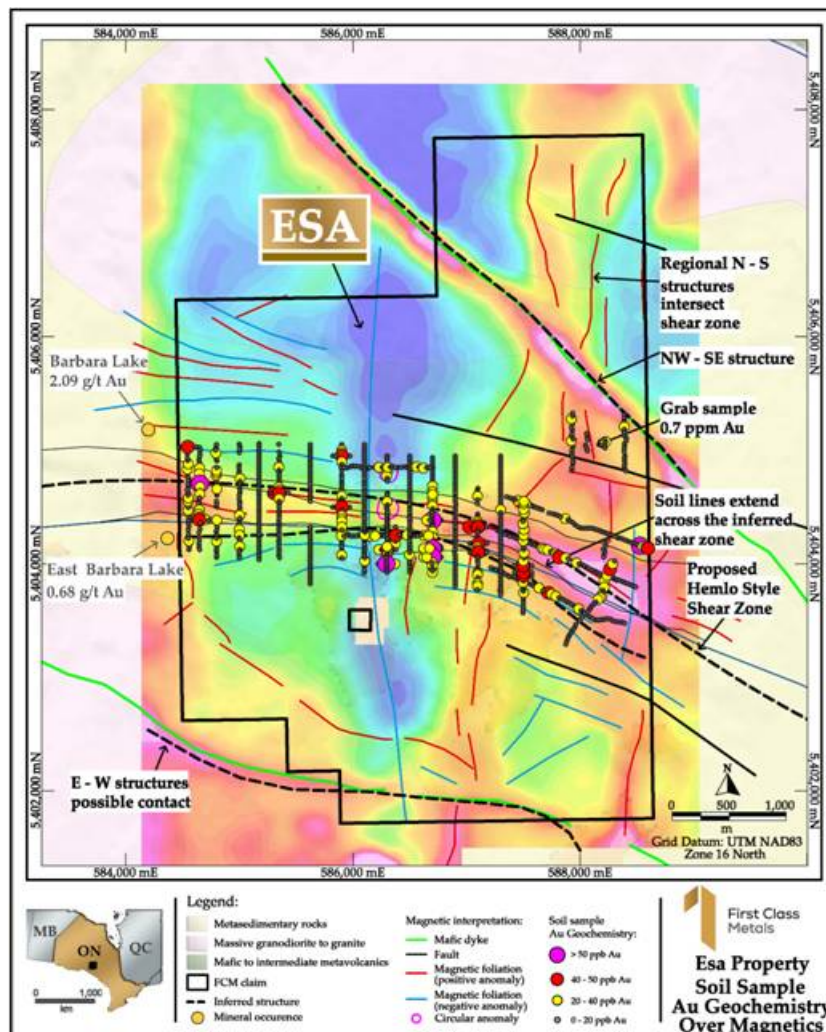 584,000 mE
586,000 mE
588,000 mE
5,408,000 mN
5,408,000 mN
ESA
Regional N - S
structures
intersect
shear zone
5,406,000 mN
5,406,000 mN
Barbara Lake
2.09 g/t Au
NW - SE structure
Grab sample
0.7 ppm Au
Soil lines extend
across the inferred
shear zone
5,404,000 mN
5,404,000 mN
East Barbara Lake
0.68 g/t Au
Proposed
Hemlo Style
Shear Zone
E - W structures
possible contact
5,402,000 mN
5,402,000 mN
N
0 500 1,000
m
Grid Datum: UTM NAD83
Zone 16 North
584,000 mE
586,000 mE
588,000 mE
MB
ON
QC
0 1,000
km
Legend:
Metasedimentary rocks
Massive granodiorite to granite
Mafic to intermediate metavolcanics
FCM claim
Inferred structure
Mineral occurence
Magnetic interpretation:
Mafic dyke
Fault
Magnetic foliation
(positive anomaly)
Magnetic foliation
(negative anomaly)
Circular anomaly
Soil sample
Au Geochemistry:
> 50 ppb Au
40 - 50 ppb Au
20 - 40 ppb Au
0 - 20 ppb Au
First Class
Metals
Esa Property
Soil Sample
Au Geochemistry
Over Magnetics